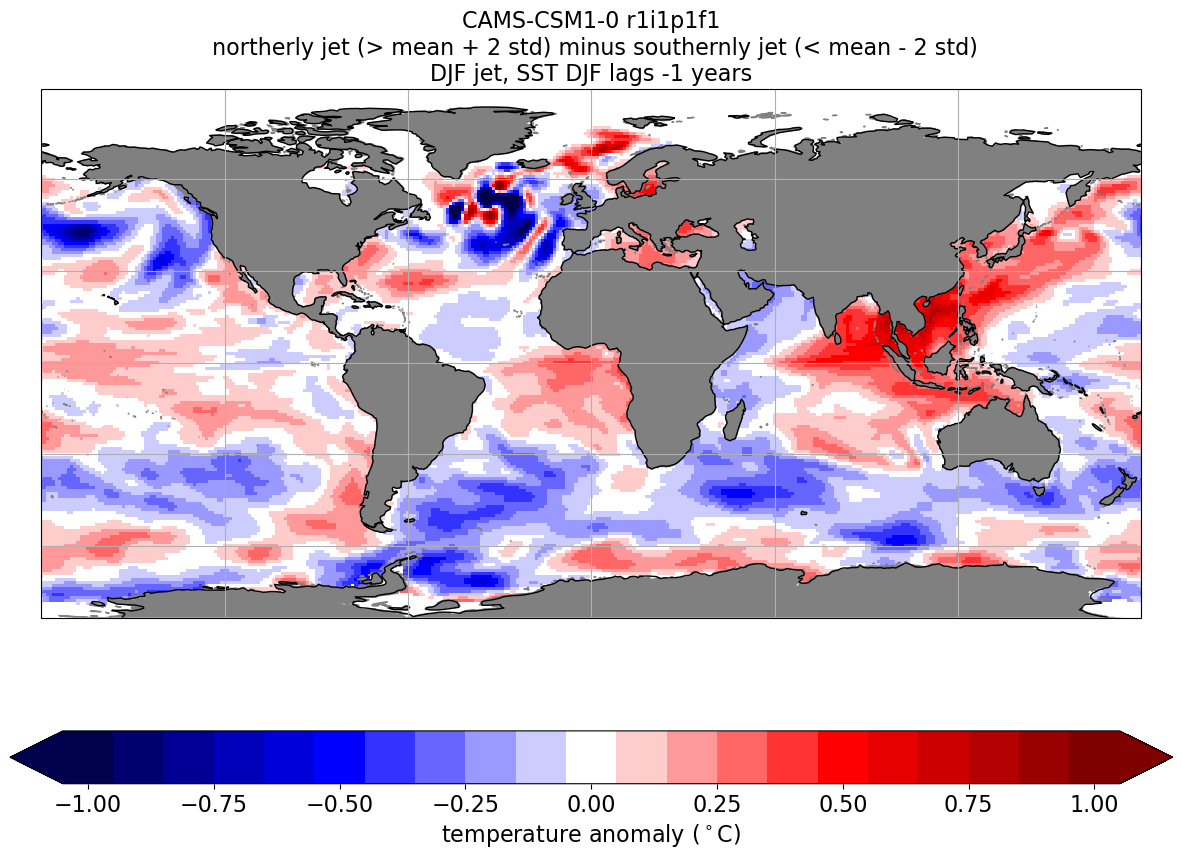 CAMS-CSM1-0 r1i1p1f1
northerly jet (> mean + 2 std) minus southernly jet (< mean - 2 std)
DJF jet, SST DJF lags -1 years
−1.00 −0.75 −0.50 −0.25 0.00 0.25 0.50 0.75 1.00
temperature anomaly (°C)